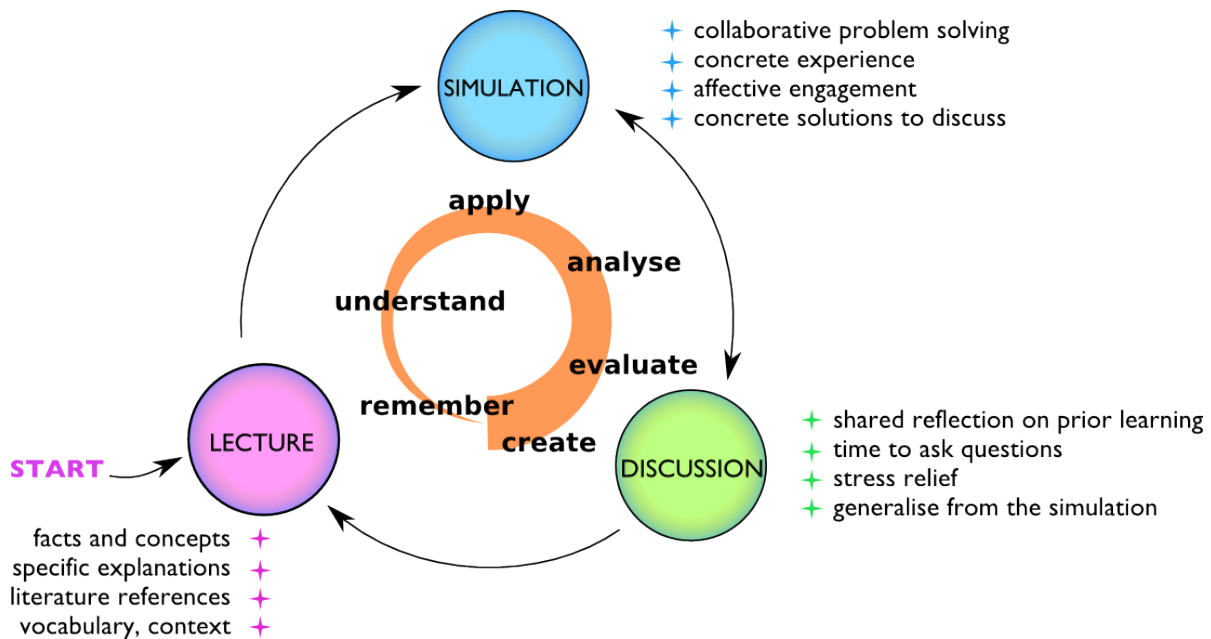 SIMULATION
collaborative problem solving
concrete experience
affective engagement
concrete solutions to discuss
apply
analyse
understand
evaluate
remember
create
START
LECTURE
facts and concepts
specific explanations
literature references
vocabulary, context
DISCUSSION
shared reflection on prior learning
time to ask questions
stress relief
generalise from the simulation